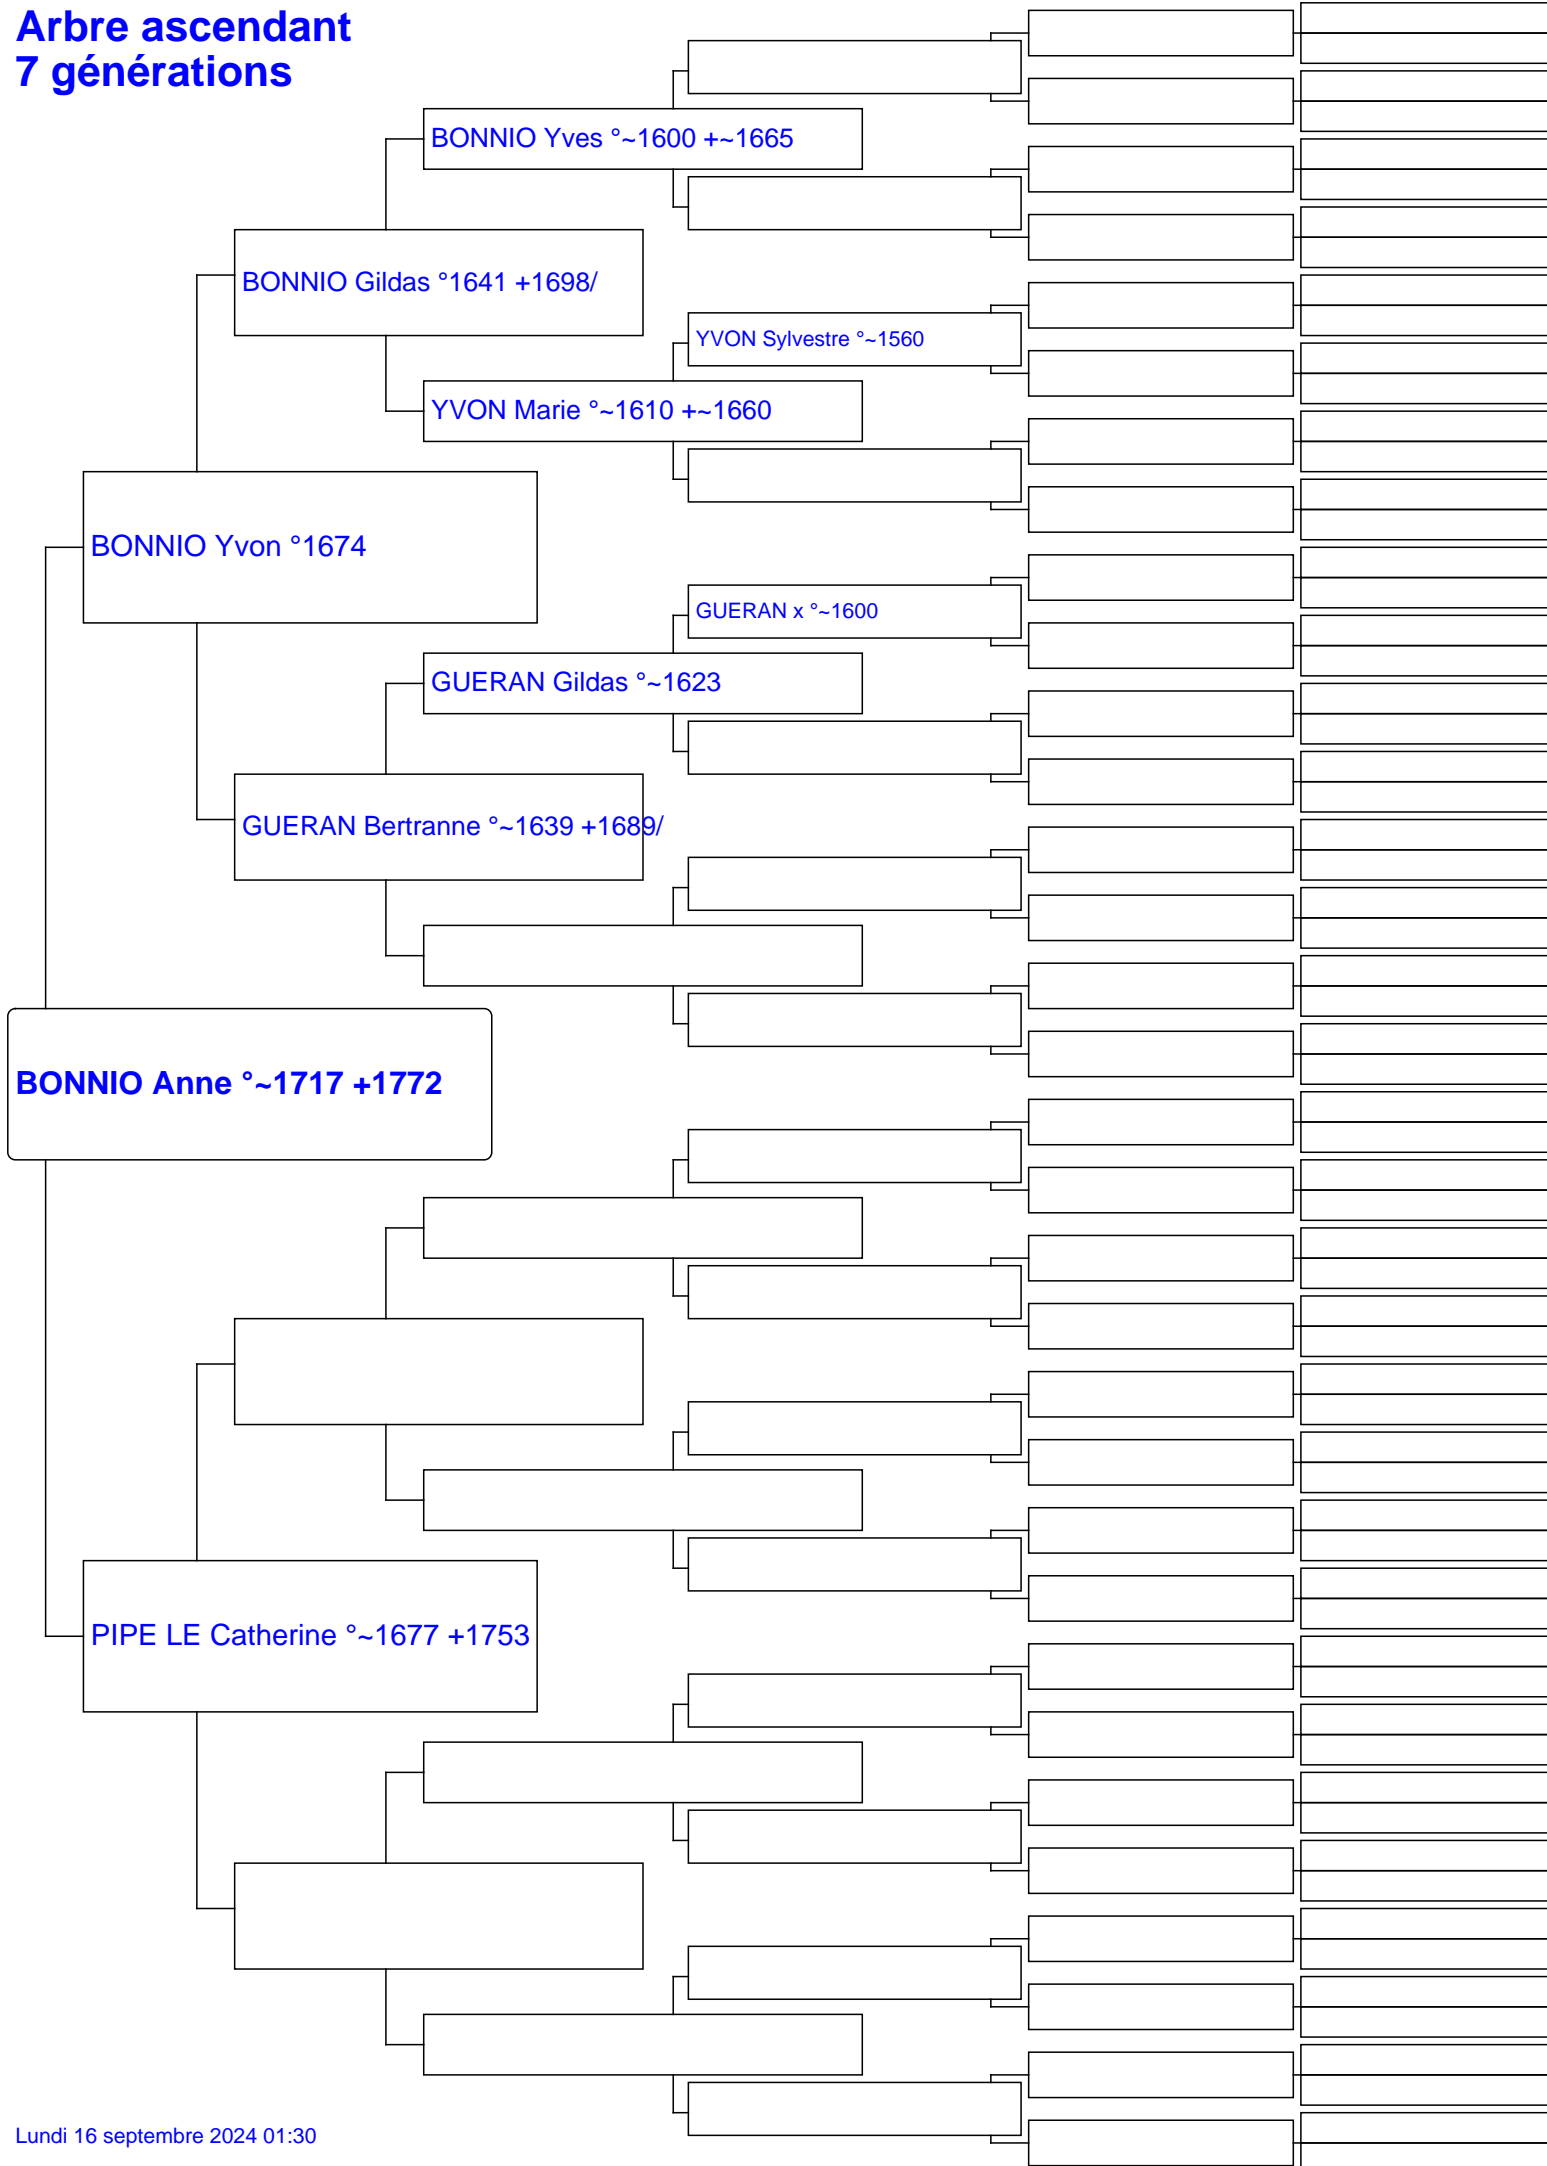 Arbre ascendant
7 générations
BONNIO Yves °~1600 +~1665
BONNIO Gildas °1641 +1698/
YVON Sylvestre °~1560
YVON Marie °~1610 +~1660
BONNIO Yvon °1674
GUERAN x °~1600
GUERAN Gildas °~1623
GUERAN Bertranne °~1639 +1689/
BONNIO Anne °~1717 +1772
PIPE LE Catherine °~1677 +1753
Lundi 16 septembre 2024 01:30